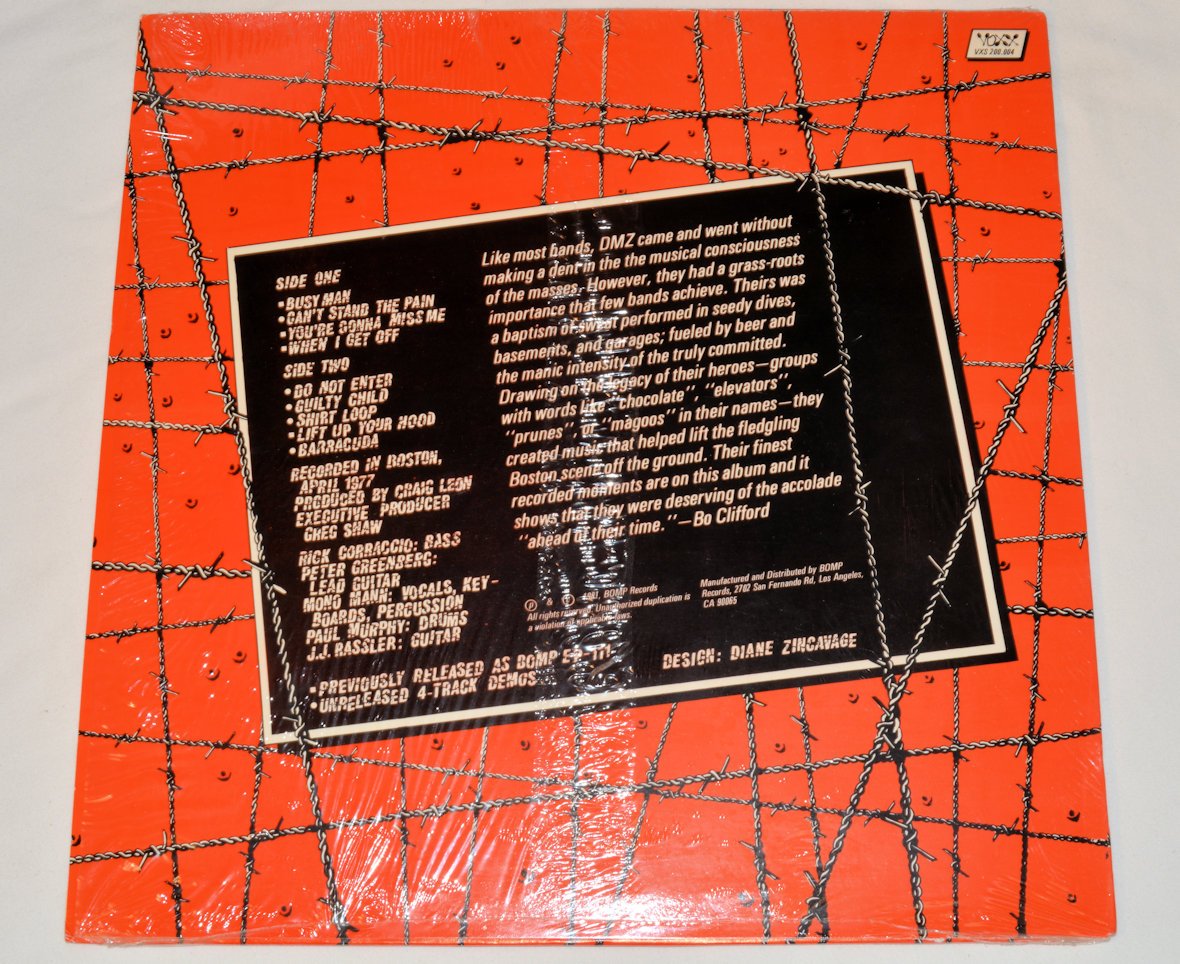 VOXX
VXS 200.004
SIDE ONE
• BUSY MAN
• CAN'T STAND THE PAIN
• YOU'RE GONNA MISS ME
• WHEN I GET OFF
SIDE TWO
• DO NOT ENTER
• GUILTY CHILD
• SHIRT LOOP
• LIFT UP YOUR HOOD
• BARRACUDA
RECORDED IN BOSTON,
APRIL 1977
PRODUCED BY CRAIG LEON
EXECUTIVE PRODUCER
GREG SHAW
RICK CORRACCIO: BASS
PETER GREENBERG:
LEAD GUITAR
MONO MANN: VOCALS, KEY-
BOARDS, PERCUSSION
PAUL MURPHY: DRUMS
J.J. RASSLER: GUITAR
• PREVIOUSLY RELEASED AS BOMP EP
• UNRELEASED 4-TRACK DEMOS
Like most bands, DMZ came and went without
making a dent in the the musical consciousness
of the masses. However, they had a grass-roots
importance that few bands achieve. Theirs was
a baptism of sweat performed in seedy dives,
basements, and garages; fueled by beer and
the manic intensity of the truly committed.
Drawing on the legacy of their heroes—groups
with words like "chocolate", "elevators",
"prunes" or "magoos" in their names—they
created music that helped lift the fledgling
Boston scene off the ground. Their finest
recorded moments are on this album and it
shows that they were deserving of the accolade
"ahead of their time."—Bo Clifford
℗ & © 1981, BOMP Records
All rights reserved. Unauthorized duplication is
a violation of applicable laws.
Manufactured and Distributed by BOMP
Records, 2702 San Fernando Rd, Los Angeles,
CA 90065
DESIGN: DIANE ZINCAVAGE